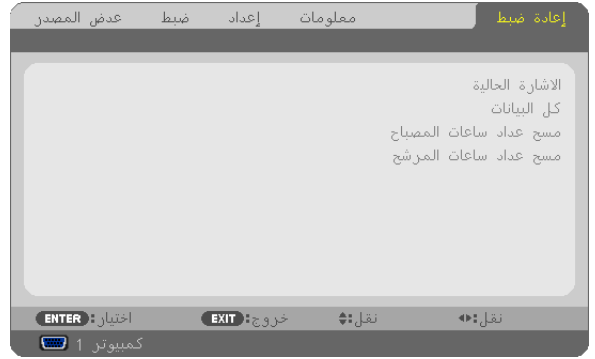 إعادة ضبط معلومات إعداد ضبط عدض المصدر
الاشارة الحالية
كل البيانات
مسح عداد ساعات المصباح
مسح عداد ساعات المرشح
نقل: نقل: خروج: EXIT اختيار: ENTER
كمبيوتر 1